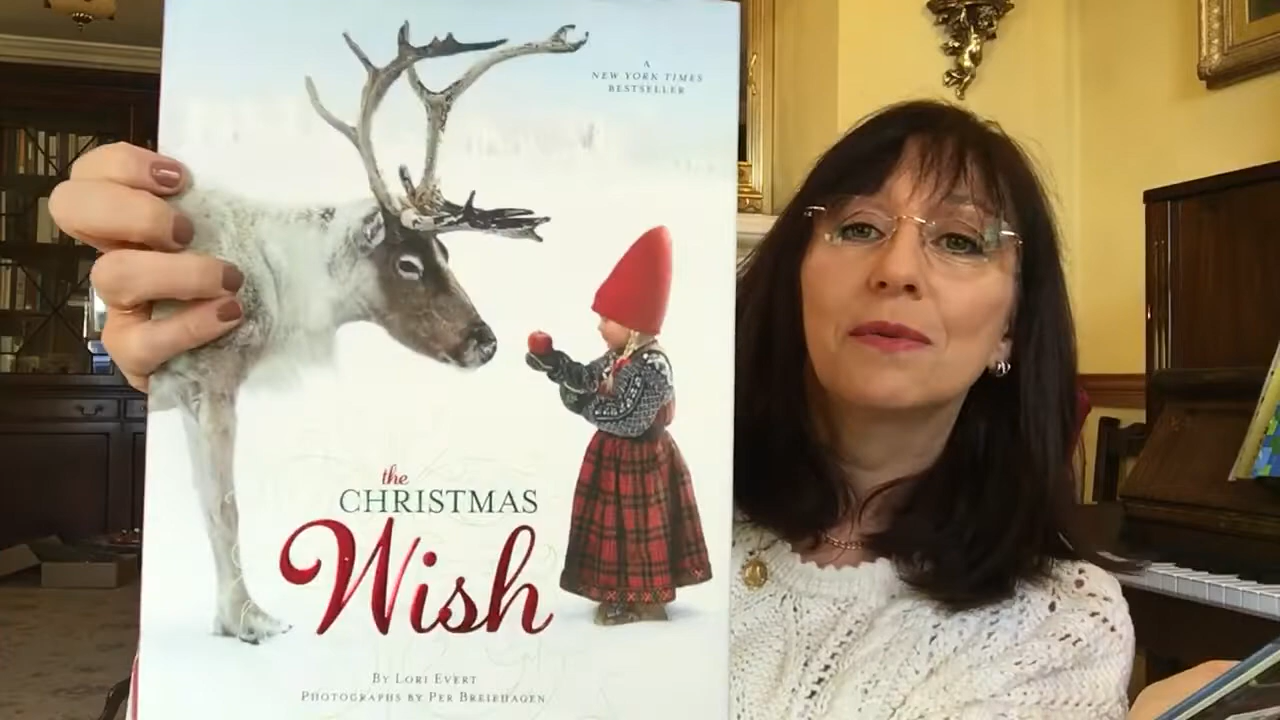 A
NEW YORK TIMES
BESTSELLER
the
CHRISTMAS
Wish
BY LORI EVERT
PHOTOGRAPHS BY PER BREIEHAGEN